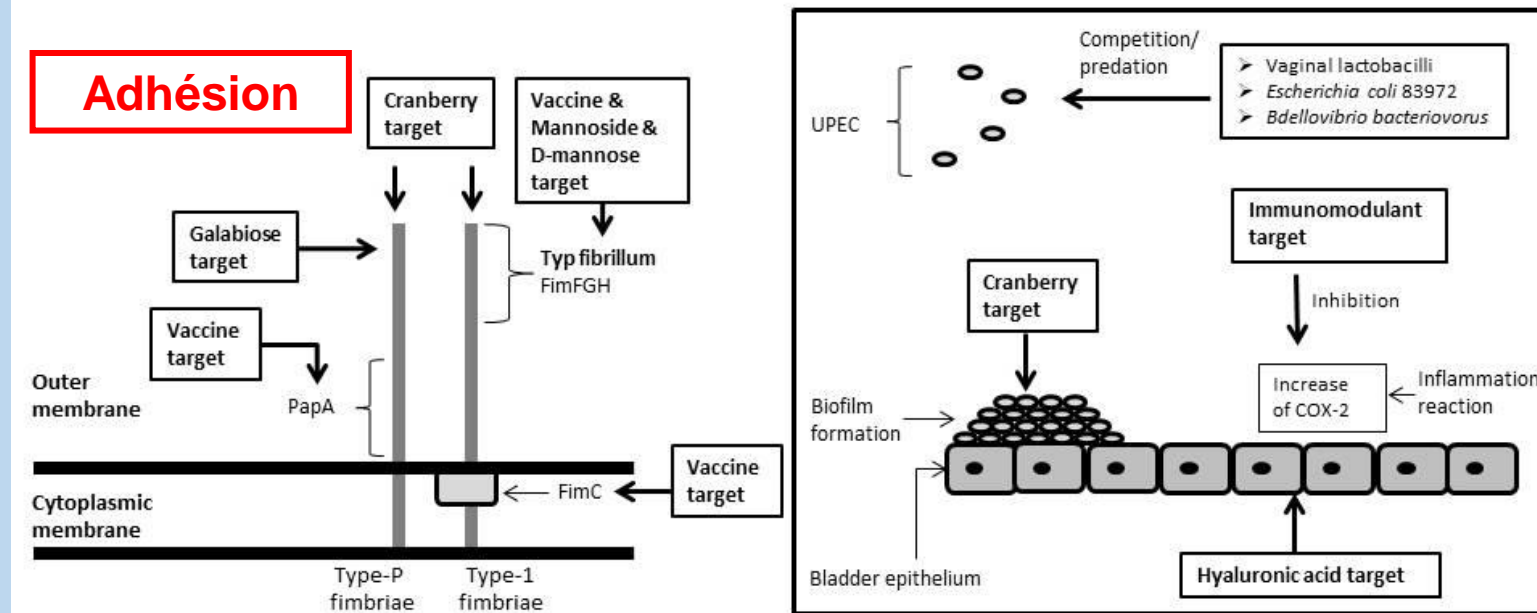 Adhésion
Cranberry
target
Vaccine &
Mannoside &
D-mannose
target
Galabiose
target
Typ fibrillum
FimFGH
Vaccine
target
Outer
membrane
PapA
Vaccine
target
FimC
Cytoplasmic
membrane
Type-P
fimbriae
Type-1
fimbriae
UPEC
Competition/
predation
➤ Vaginal lactobacilli
➤ Escherichia coli 83972
➤ Bdellovibrio bacteriovorus
Immunomodulant
target
Cranberry
target
Inhibition
Increase
of COX-2
Inflammation
reaction
Biofilm
formation
Bladder epithelium
Hyaluronic acid target